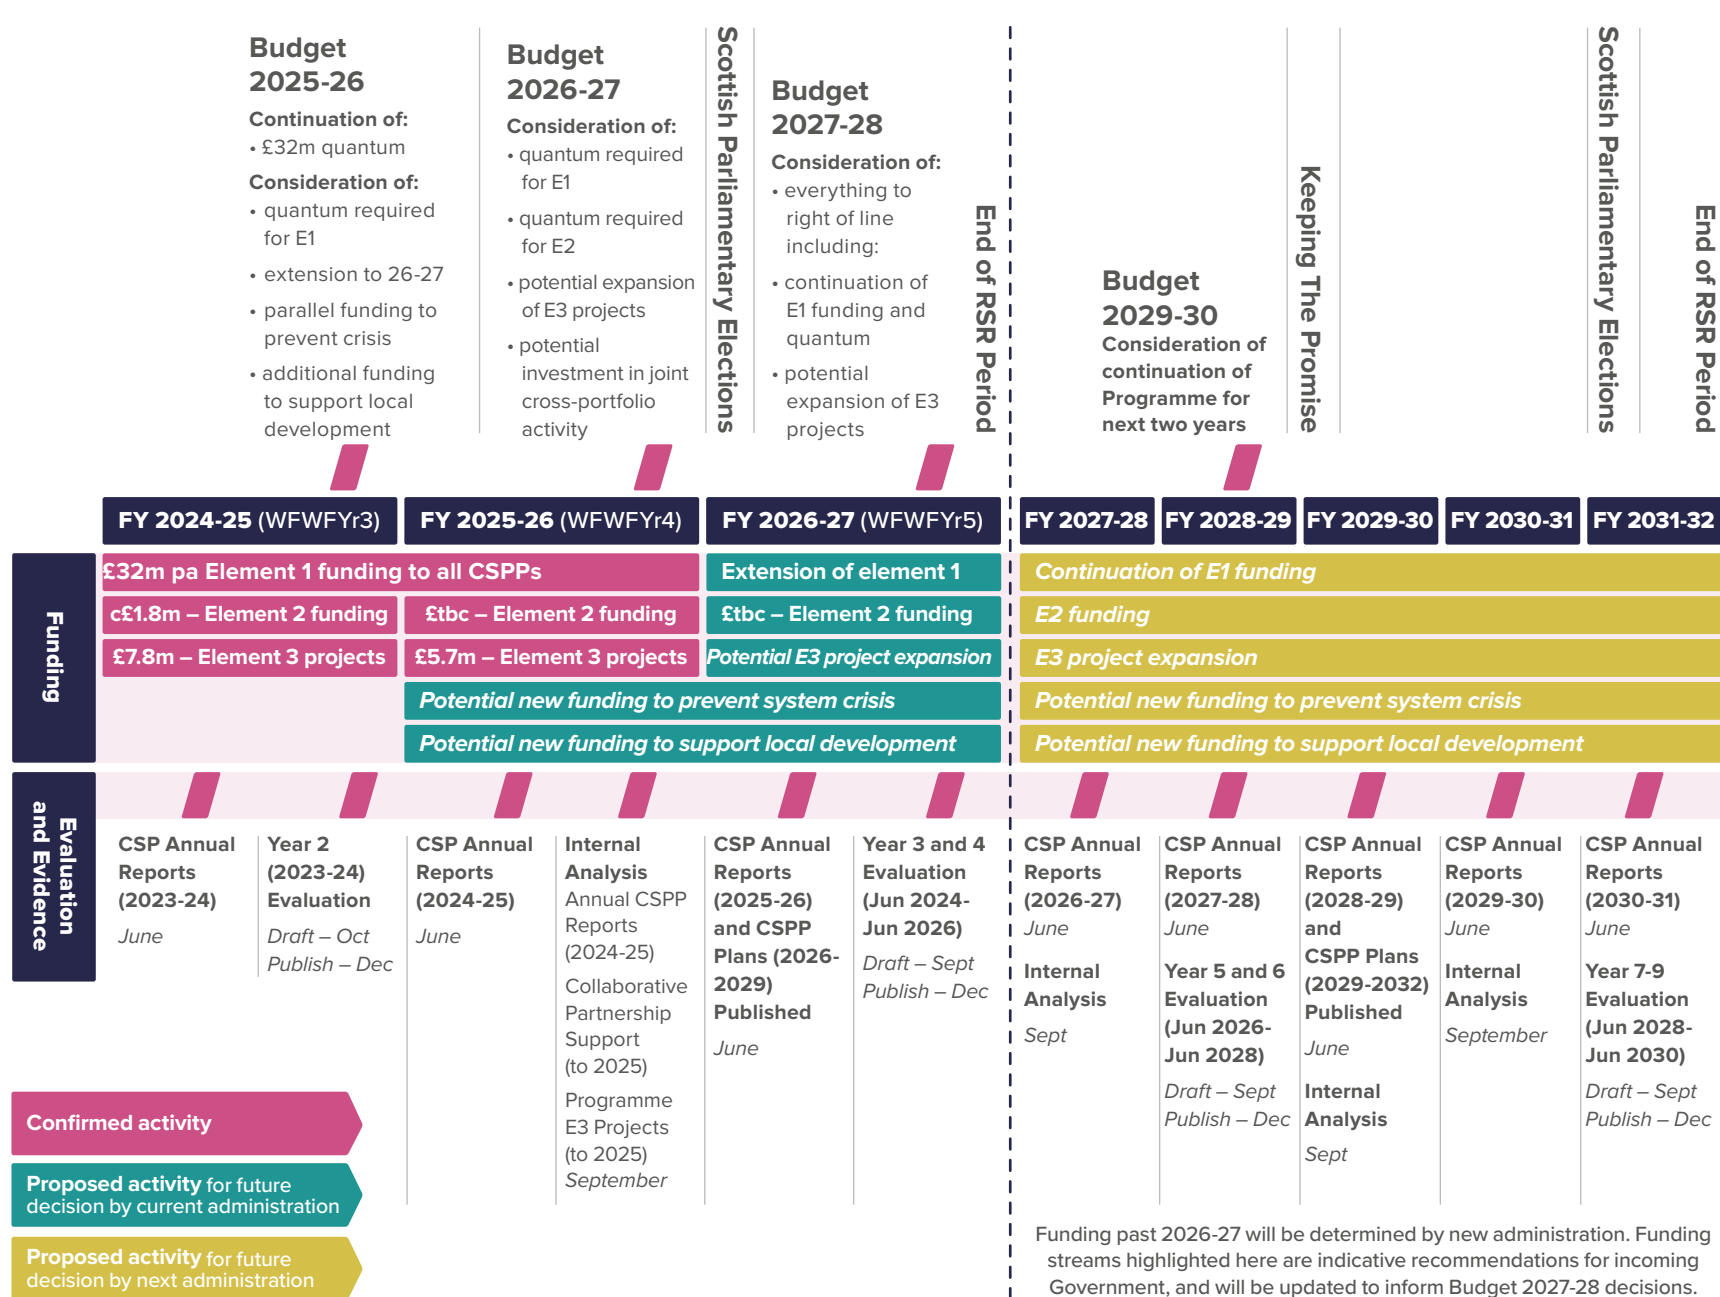 Budget
2025-26
Continuation of:
• £32m quantum
Consideration of:
• quantum required
for E1
• extension to 26-27
• parallel funding to
prevent crisis
• additional funding
to support local
development
Budget
2026-27
Consideration of:
• quantum required
for E1
• quantum required
for E2
• potential expansion
of E3 projects
• potential
investment in joint
cross-portfolio
activity
Scottish Parliamentary Elections
Budget
2027-28
Consideration of:
• everything to
right of line
including:
• continuation of
E1 funding and
quantum
• potential
expansion of E3
projects
End of RSR Period
Budget
2029-30
Consideration of
continuation of
Programme for
next two years
Keeping The Promise
Scottish Parliamentary Elections
End of RSR Period
FY 2024-25 (WFWFYr3)
FY 2025-26 (WFWFYr4)
FY 2026-27 (WFWFYr5)
FY 2027-28
FY 2028-29
FY 2029-30
FY 2030-31
FY 2031-32
Funding
£32m pa Element 1 funding to all CSPPs
Extension of element 1
Continuation of E1 funding
c£1.8m – Element 2 funding
£tbc – Element 2 funding
£tbc – Element 2 funding
E2 funding
£7.8m – Element 3 projects
£5.7m – Element 3 projects
Potential E3 project expansion
E3 project expansion
Potential new funding to prevent system crisis
Potential new funding to prevent system crisis
Potential new funding to support local development
Potential new funding to support local development
Evaluation
and Evidence
CSP Annual
Reports
(2023-24)
June
Year 2
(2023-24)
Evaluation
Draft – Oct
Publish – Dec
CSP Annual
Reports
(2024-25)
June
Internal
Analysis
Annual CSPP
Reports
(2024-25)
Collaborative
Partnership
Support
(to 2025)
Programme
E3 Projects
(to 2025)
September
CSP Annual
Reports
(2025-26)
and CSPP
Plans (2026-
2029)
Published
June
Year 3 and 4
Evaluation
(Jun 2024-
Jun 2026)
Draft – Sept
Publish – Dec
CSP Annual
Reports
(2026-27)
June
Internal
Analysis
Sept
CSP Annual
Reports
(2027-28)
June
Year 5 and 6
Evaluation
(Jun 2026-
Jun 2028)
Draft – Sept
Publish – Dec
CSP Annual
Reports
(2028-29)
and
CSPP Plans
(2029-2032)
Published
June
Internal
Analysis
Sept
CSP Annual
Reports
(2029-30)
June
Internal
Analysis
September
CSP Annual
Reports
(2030-31)
June
Year 7-9
Evaluation
(Jun 2028-
Jun 2030)
Draft – Sept
Publish – Dec
Confirmed activity
Proposed activity for future
decision by current administration
Proposed activity for future
decision by next administration
Funding past 2026-27 will be determined by new administration. Funding
streams highlighted here are indicative recommendations for incoming
Government, and will be updated to inform Budget 2027-28 decisions.